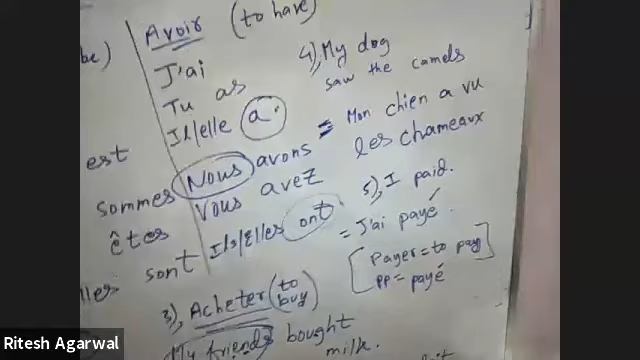 Avoir (to have)
be)
J'ai
Tu as
Il/elle a.
est
sommes Nous avons
êtes Vous avez
sont Ils/Elles ont
4), My dog
saw the camels
= Mon chien a vu
les chameaux
5), I paid.
= J'ai payé.
[Payer = to pay]
PP = payé
3), Acheter (to buy)
My friends bought
milk.
Ritesh Agarwal